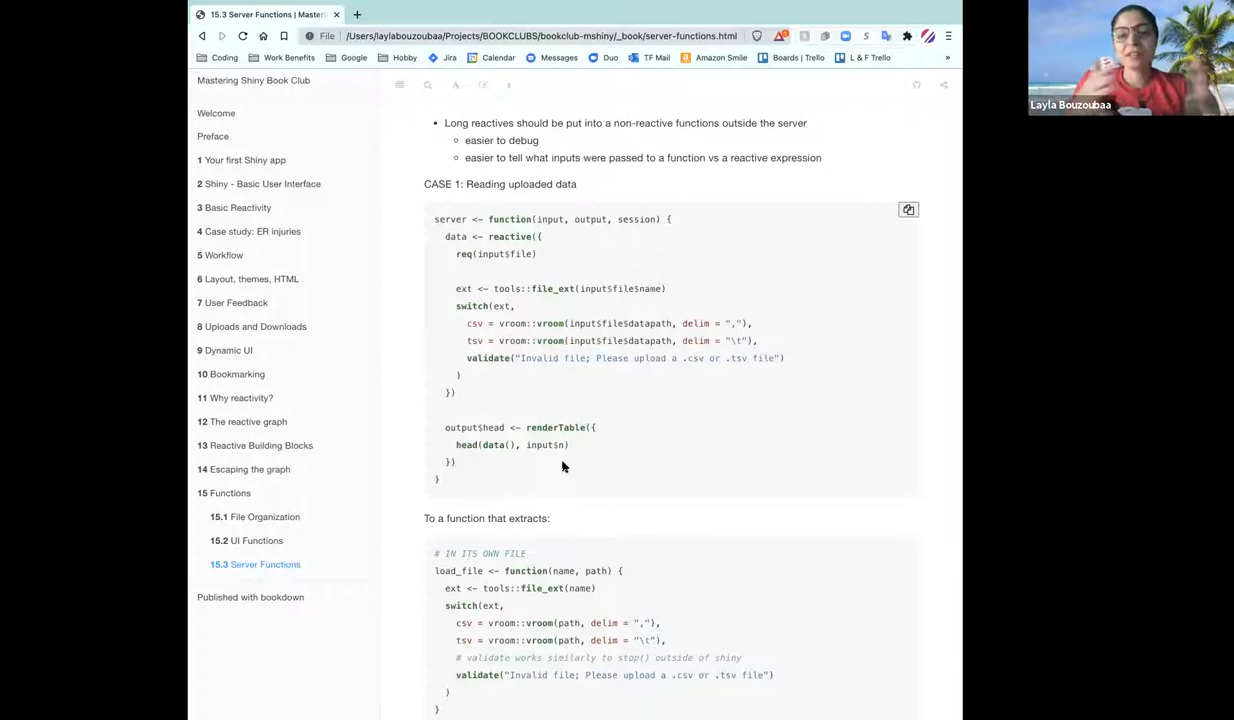 15.3 Server Functions | Master
File
/Users/laylabouzoubaa/Projects/BOOKCLUBS/bookclub-mshiny/_book/server-functions.html
Coding
Work Benefits
Google
Hobby
Jira
Calendar
Messages
Duo
TF Mail
Amazon Smile
Boards | Trello
L & F Trello
»
Layla Bouzoubaa
Mastering Shiny Book Club
Welcome
Preface
1 Your first Shiny app
2 Shiny - Basic User Interface
3 Basic Reactivity
4 Case study: ER injuries
5 Workflow
6 Layout, themes, HTML
7 User Feedback
8 Uploads and Downloads
9 Dynamic UI
10 Bookmarking
11 Why reactivity?
12 The reactive graph
13 Reactive Building Blocks
14 Escaping the graph
15 Functions
15.1 File Organization
15.2 UI Functions
15.3 Server Functions
Published with bookdown
• Long reactives should be put into a non-reactive functions outside the server
easier to debug
easier to tell what inputs were passed to a function vs a reactive expression
CASE 1: Reading uploaded data
server <- function(input, output, session) {
data <- reactive({
req(input$file)
ext <- tools::file_ext(input$file$name)
switch(ext,
csv = vroom::vroom(input$file$datapath, delim = ","),
tsv = vroom::vroom(input$file$datapath, delim = "\t"),
validate("Invalid file; Please upload a .csv or .tsv file")
)
})
output$head <- renderTable({
head(data(), input$n)
})
}
To a function that extracts:
# IN ITS OWN FILE
load_file <- function(name, path) {
ext <- tools::file_ext(name)
switch(ext,
csv = vroom::vroom(path, delim = ","),
tsv = vroom::vroom(path, delim = "\t"),
# validate works similarly to stop() outside of shiny
validate("Invalid file; Please upload a .csv or .tsv file")
)
}